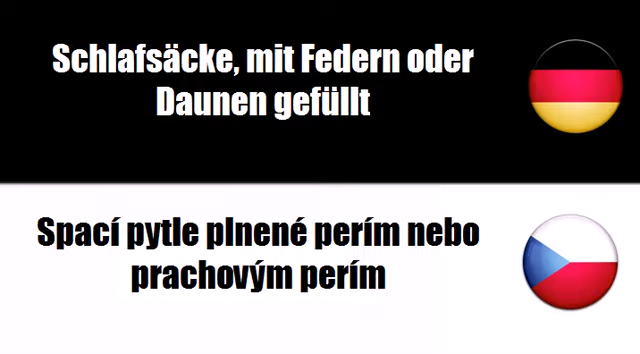 Schlafsäcke, mit Federn oder
Daunen gefüllt
Spací pytle plnené perím nebo
prachovým perím